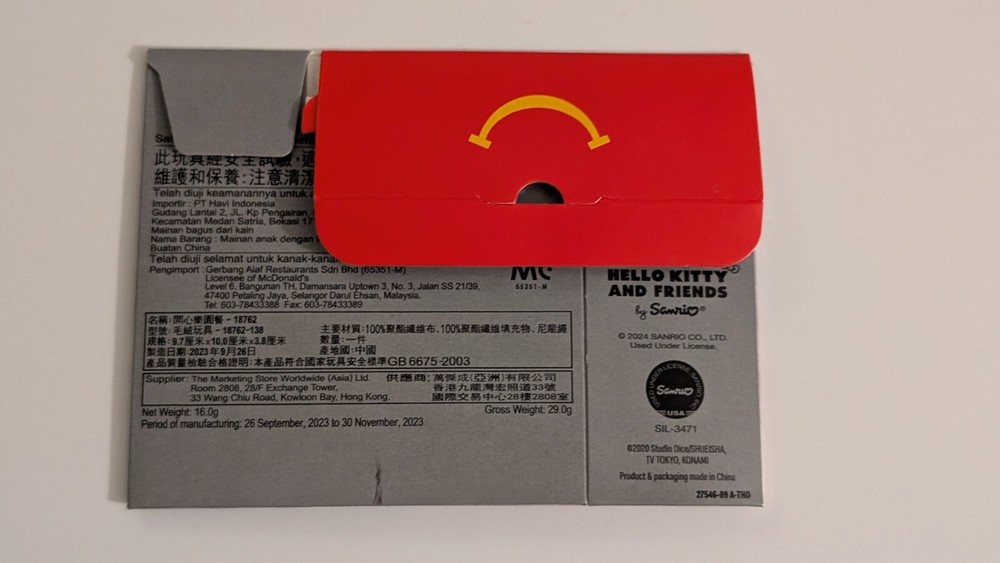 此玩具經安全試驗，適
維護和保養：注意清潔
Telah diuji keamanannya untuk
Importir : PT Havi Indonesia
Gudang Lantai 2, JL. Kp Pengairan,
Kecamatan Medan Satria, Bekasi 17
Mainan bagus dari kain
Nama Barang : Mainan anak dengan
Buatan China
Telah diuji selamat untuk kanak-kana
Pengimport : Gerbang Alaf Restaurants Sdn Bhd (65351-M)
Licensee of McDonald's
Level 6, Bangunan TH, Damansara Uptown 3, No. 3, Jalan SS 21/39,
47400 Petaling Jaya, Selangor Darul Ehsan, Malaysia.
Tel: 603-78433388 Fax: 603-78433389
65351-M
名稱：開心樂園餐 - 18762
型號：毛絨玩具 - 18762-138
規格：9.7厘米x10.0厘米x3.8厘米
製造日期：2023年9月26日
主要材質：100%聚酯纖維布、100%聚酯纖維填充物、尼龍繩
數量：一件
產地國：中國
產品質量檢驗合格證明：本產品符合國家玩具安全標準GB 6675-2003
Supplier: The Marketing Store Worldwide (Asia) Ltd.
Room 2808, 28/F Exchange Tower,
33 Wang Chiu Road, Kowloon Bay, Hong Kong.
供應商：萬傑成(亞洲)有限公司
香港九龍灣宏照道33號
國際交易中心28樓2808室
Net Weight: 16.0g
Gross Weight: 29.0g
Period of manufacturing: 26 September, 2023 to 30 November, 2023
HELLO KITTY
AND FRIENDS
by Sanrio
© 2024 SANRIO CO., LTD.
Used Under License.
Sanrio
USA
SIL-3471
©2020 Studio Dice/SHUEISHA,
TV TOKYO, KONAMI
Product & packaging made in China
27546-09 A-THD